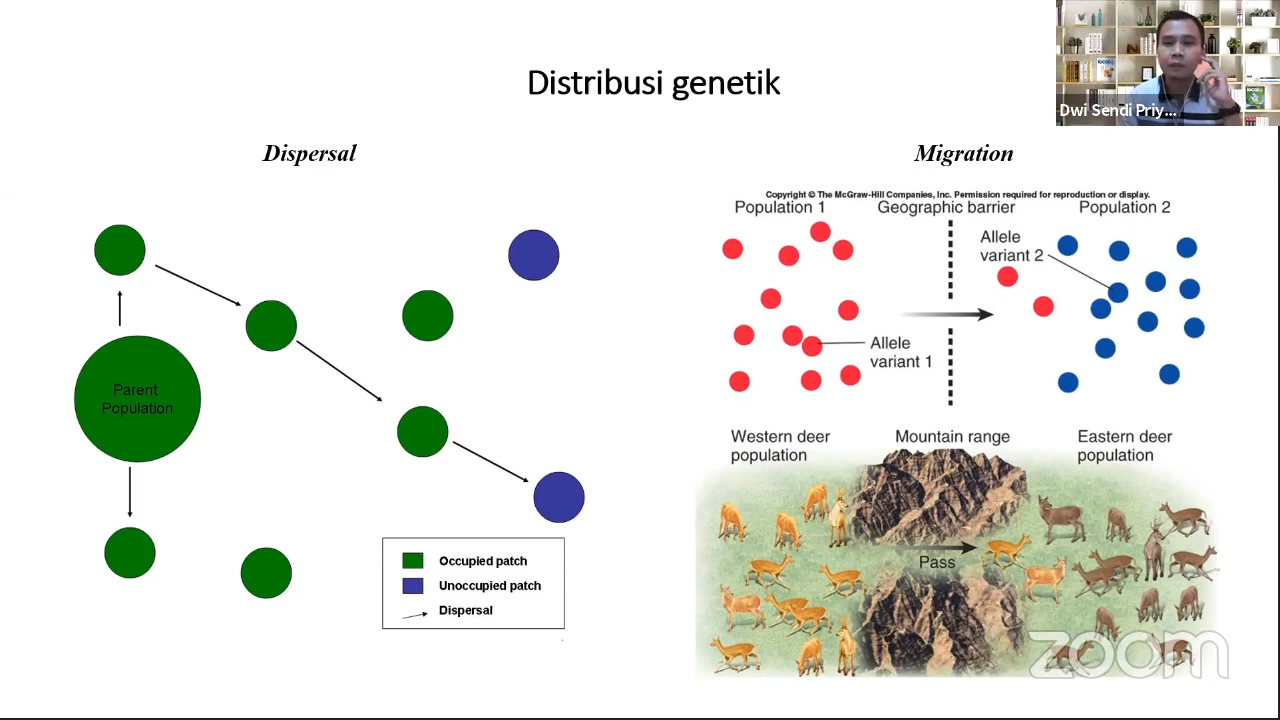 Distribusi genetik
Dwi Sendi Priy...
Dispersal
Migration
Parent
Population
Occupied patch
Unoccupied patch
Dispersal
Copyright © The McGraw-Hill Companies, Inc. Permission required for reproduction or display.
Population 1
Geographic barrier
Population 2
Allele
variant 2
Allele
variant 1
Western deer
population
Mountain range
Eastern deer
population
Pass
zoom